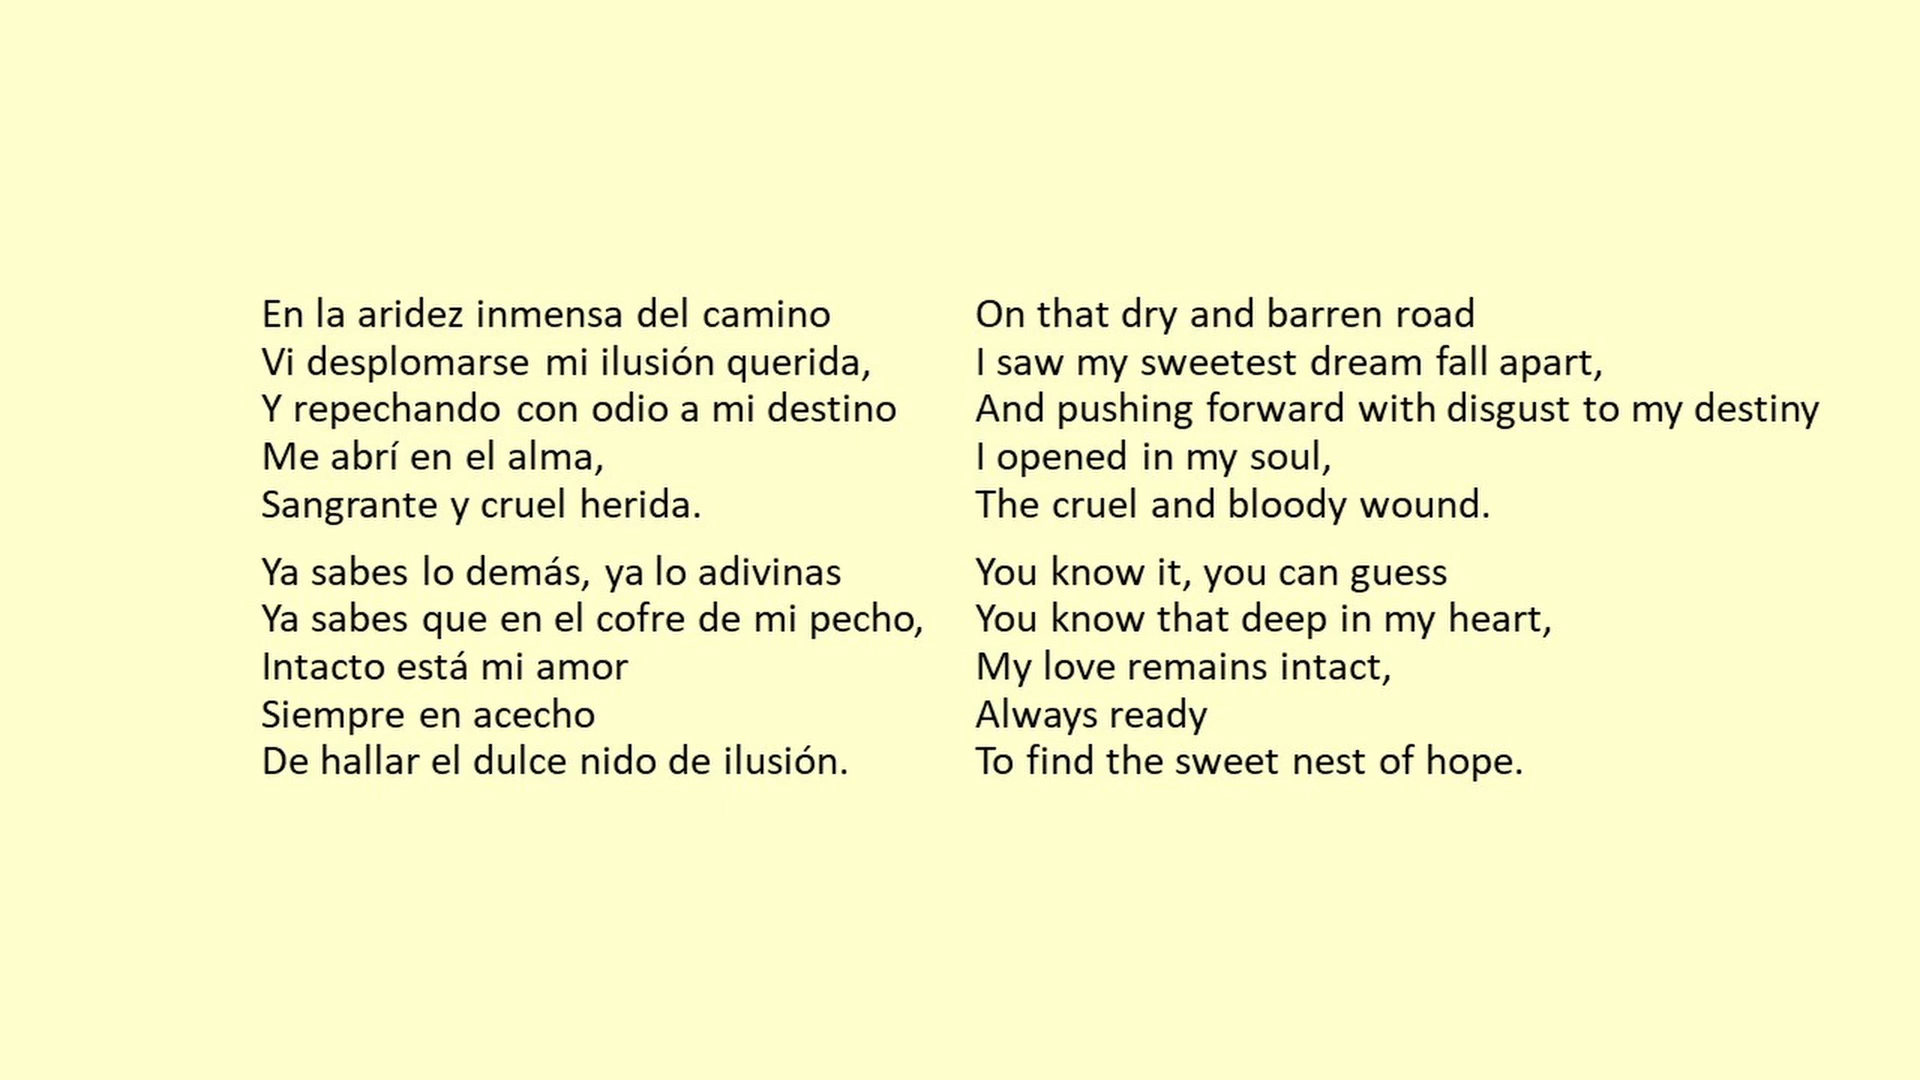 En la aridez inmensa del camino
Vi desplomarse mi ilusión querida,
Y repechando con odio a mi destino
Me abrí en el alma,
Sangrante y cruel herida.
Ya sabes lo demás, ya lo adivinas
Ya sabes que en el cofre de mi pecho,
Intacto está mi amor
Siempre en acecho
De hallar el dulce nido de ilusión.
On that dry and barren road
I saw my sweetest dream fall apart,
And pushing forward with disgust to my destiny
I opened in my soul,
The cruel and bloody wound.
You know it, you can guess
You know that deep in my heart,
My love remains intact,
Always ready
To find the sweet nest of hope.